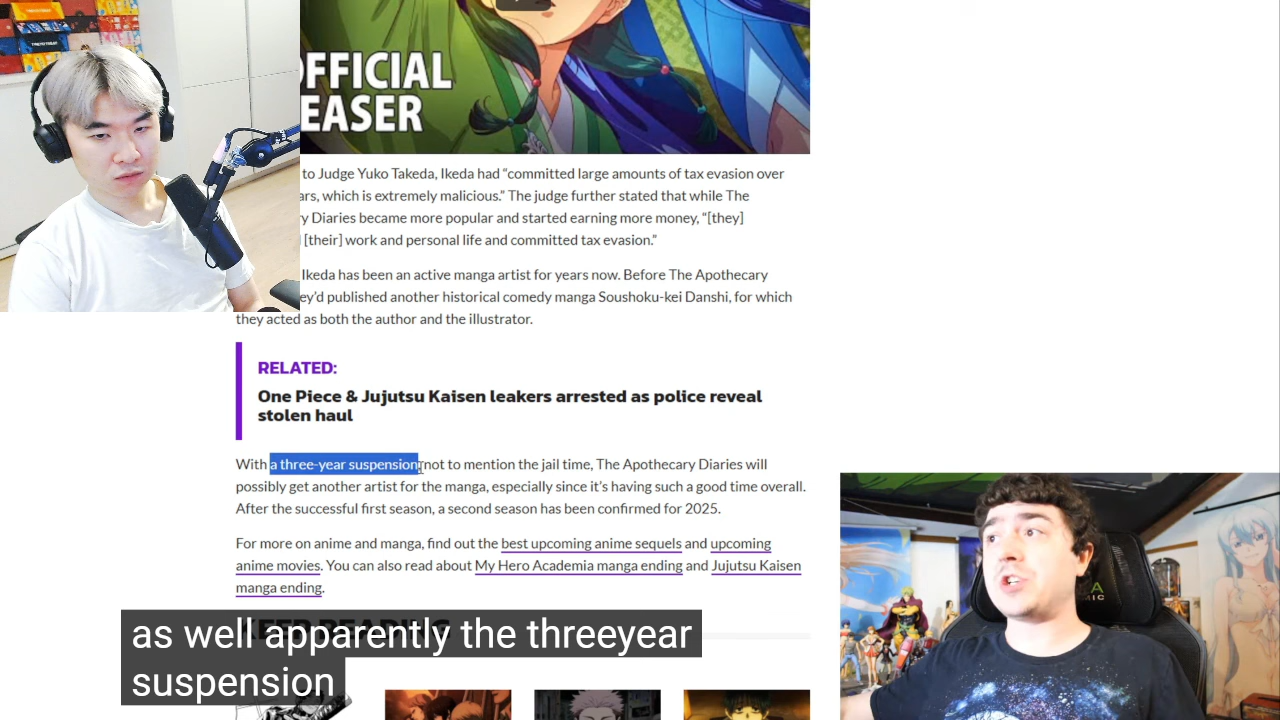 OFFICIAL
EASER
to Judge Yuko Takeda, Ikeda had “committed large amounts of tax evasion over
ars, which is extremely malicious.” The judge further stated that while The
y Diaries became more popular and started earning more money, “[they]
[their] work and personal life and committed tax evasion.”
Ikeda has been an active manga artist for years now. Before The Apothecary
ey’d published another historical comedy manga Soushoku-kei Danshi, for which
they acted as both the author and the illustrator.
RELATED:
One Piece & Jujutsu Kaisen leakers arrested as police reveal
stolen haul
With a three-year suspension, not to mention the jail time, The Apothecary Diaries will
possibly get another artist for the manga, especially since it’s having such a good time overall.
After the successful first season, a second season has been confirmed for 2025.
For more on anime and manga, find out the best upcoming anime sequels and upcoming
anime movies. You can also read about My Hero Academia manga ending and Jujutsu Kaisen
manga ending.
KEEP READING
as well apparently the threeyear
suspension